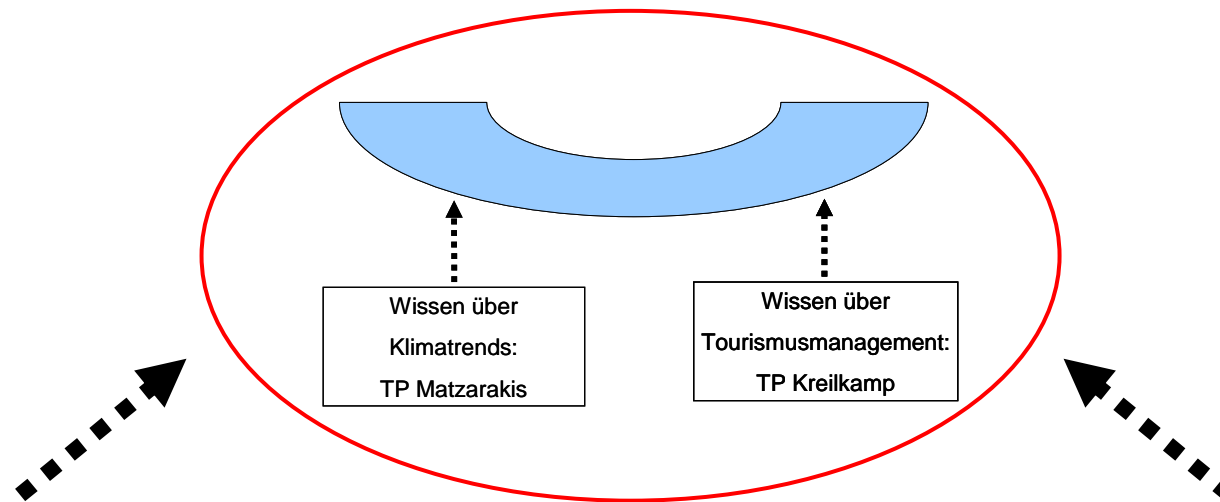 Wissen über
Klimatrends:
TP Matzarakis
Wissen über
Tourismusmanagement:
TP Kreilkamp